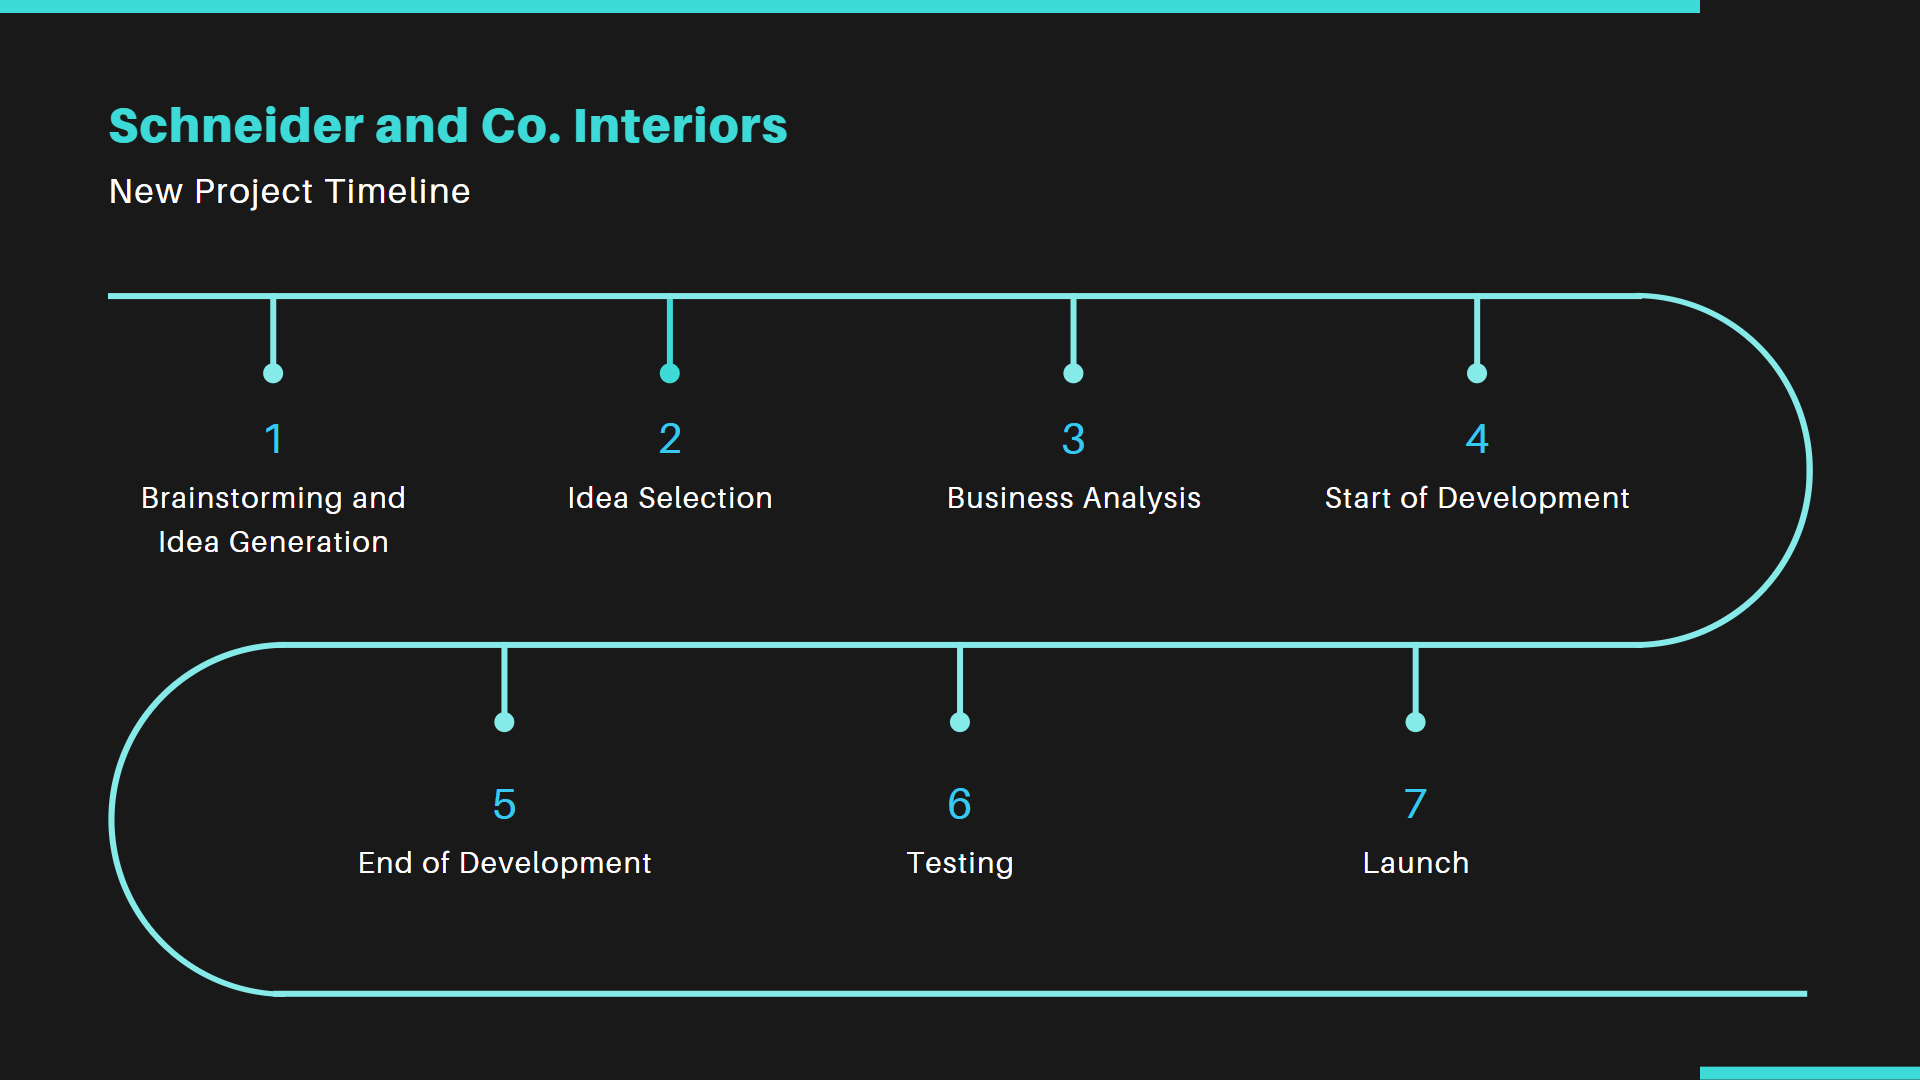 Schneider and Co. Interiors
New Project Timeline
1
Brainstorming and
Idea Generation
2
Idea Selection
3
Business Analysis
4
Start of Development
5
End of Development
6
Testing
7
Launch